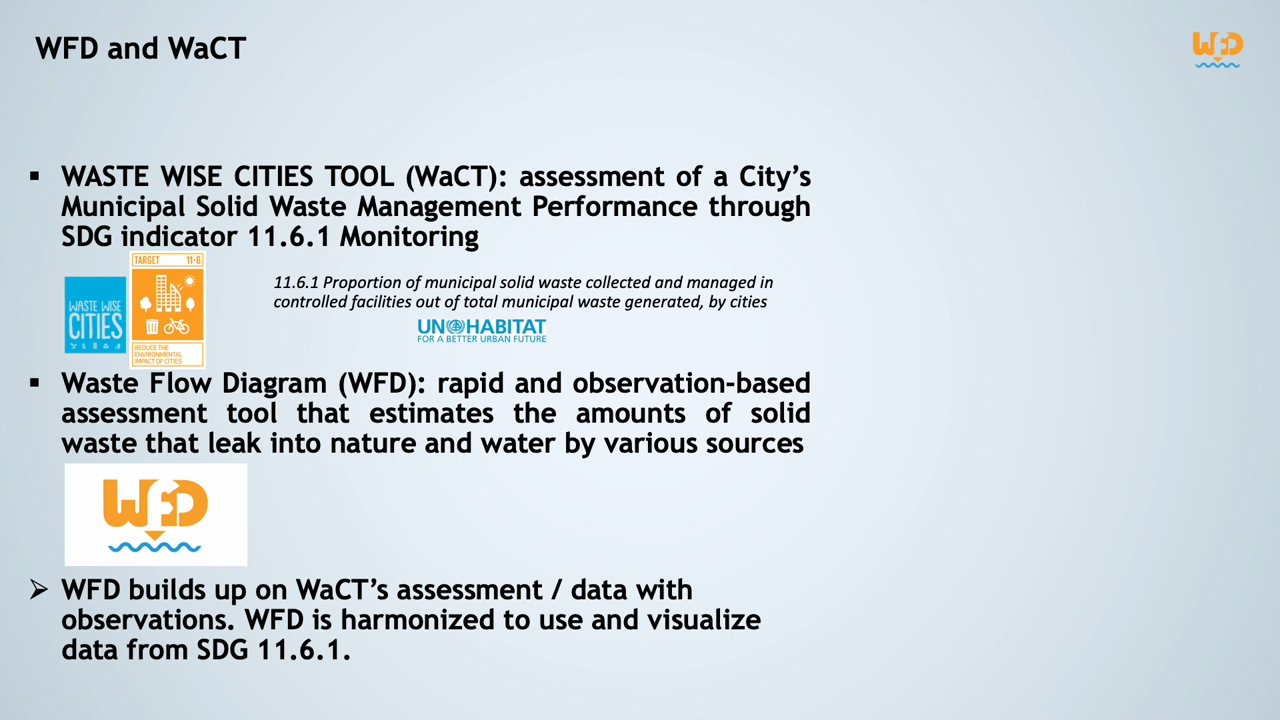 WFD and WaCT
WFD
▪ WASTE WISE CITIES TOOL (WaCT): assessment of a City’s
Municipal Solid Waste Management Performance through
SDG indicator 11.6.1 Monitoring
TARGET 11·6
WASTE WISE
CITIES
REDUCE THE
ENVIRONMENTAL
IMPACT OF CITIES
11.6.1 Proportion of municipal solid waste collected and managed in
controlled facilities out of total municipal waste generated, by cities
UN HABITAT
FOR A BETTER URBAN FUTURE
▪ Waste Flow Diagram (WFD): rapid and observation-based
assessment tool that estimates the amounts of solid
waste that leak into nature and water by various sources
WFD
➢ WFD builds up on WaCT’s assessment / data with
observations. WFD is harmonized to use and visualize
data from SDG 11.6.1.